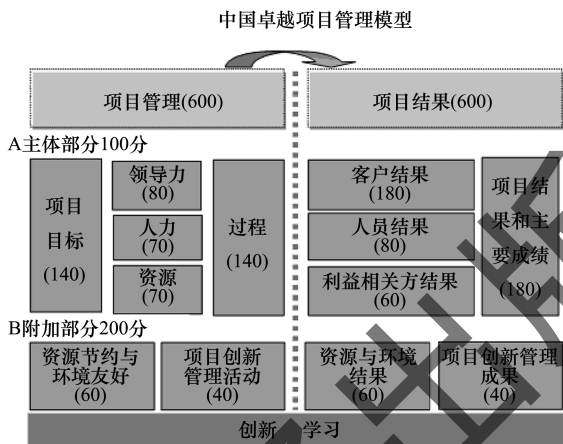 中国卓越项目管理模型
项目管理(600)
项目结果(600)
A主体部分100分
项目
目标
(140)
领导力
(80)
人力
(70)
资源
(70)
过程
(140)
客户结果
(180)
人员结果
(80)
利益相关方结果
(60)
项目结
果和主
要成绩
(180)
B附加部分200分
资源节约与
环境友好
(60)
项目创新
管理活动
(40)
资源与环境
结果
(60)
项目创新管理
成果
(40)
创新 学习